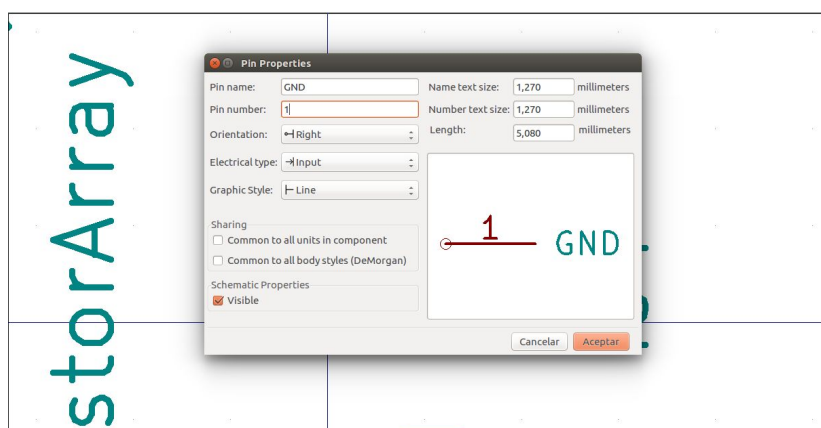 storArray
Pin Properties
Pin name: GND
Name text size: 1,270 millimeters
Pin number: 1
Number text size: 1,270 millimeters
Orientation: Right
Length: 5,080 millimeters
Electrical type: Input
Graphic Style: Line
Sharing
Common to all units in component
Common to all body styles (DeMorgan)
Schematic Properties
Visible
1
GND
Cancelar
Aceptar